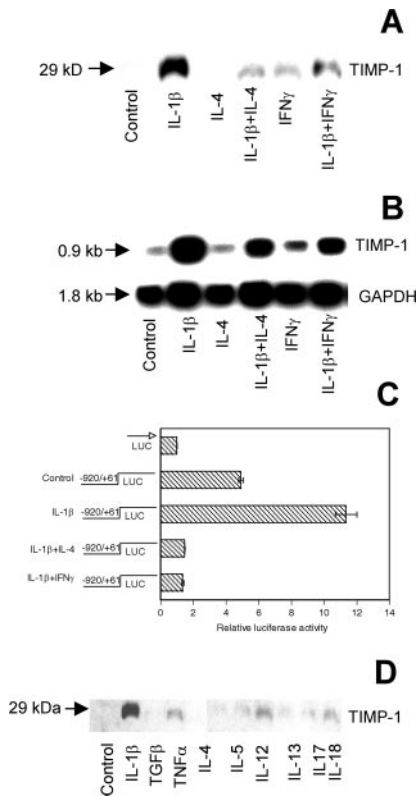 A
29 kD TIMP-1
Control IL-1β IL-4 IL-1β+IL-4 IFNγ IL-1β+IFNγ
B
0.9 kb TIMP-1
1.8 kb GAPDH
Control IL-1β IL-4 IL-1β+IL-4 IFNγ IL-1β+IFNγ
C
LUC
Control -920/+61 LUC
IL-1β -920/+61 LUC
IL-1β+IL-4 -920/+61 LUC
IL-1β+IFNγ -920/+61 LUC
0 2 4 6 8 10 12 14
Relative luciferase activity
D
29 kDa TIMP-1
Control IL-1β TGFβ TNFα IL-4 IL-5 IL-12 IL-13 IL17 IL-18